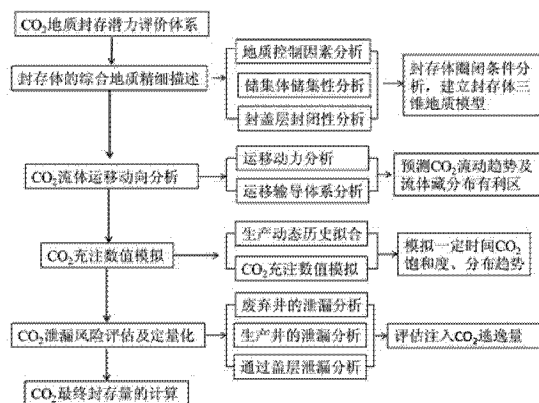 CO₂地质封存潜力评价体系
封存体的综合地质精细描述
地质控制因素分析
储集体储集性分析
封盖层封闭性分析
封存体圈闭条件分
析，建立封存体三
维地质模型
CO₂流体运移动向分析
运移动力分析
运移输导体系分析
预测CO₂流动趋势及
流体藏分布有利区
CO₂充注数值模拟
生产动态历史拟合
CO₂充注数值模拟
模拟一定时间CO₂
饱和度、分布趋势
CO₂泄漏风险评估及定量化
废弃井的泄漏分析
生产井的泄漏分析
通过盖层泄漏分析
评估注入CO₂逃逸量
CO₂最终封存量的计算